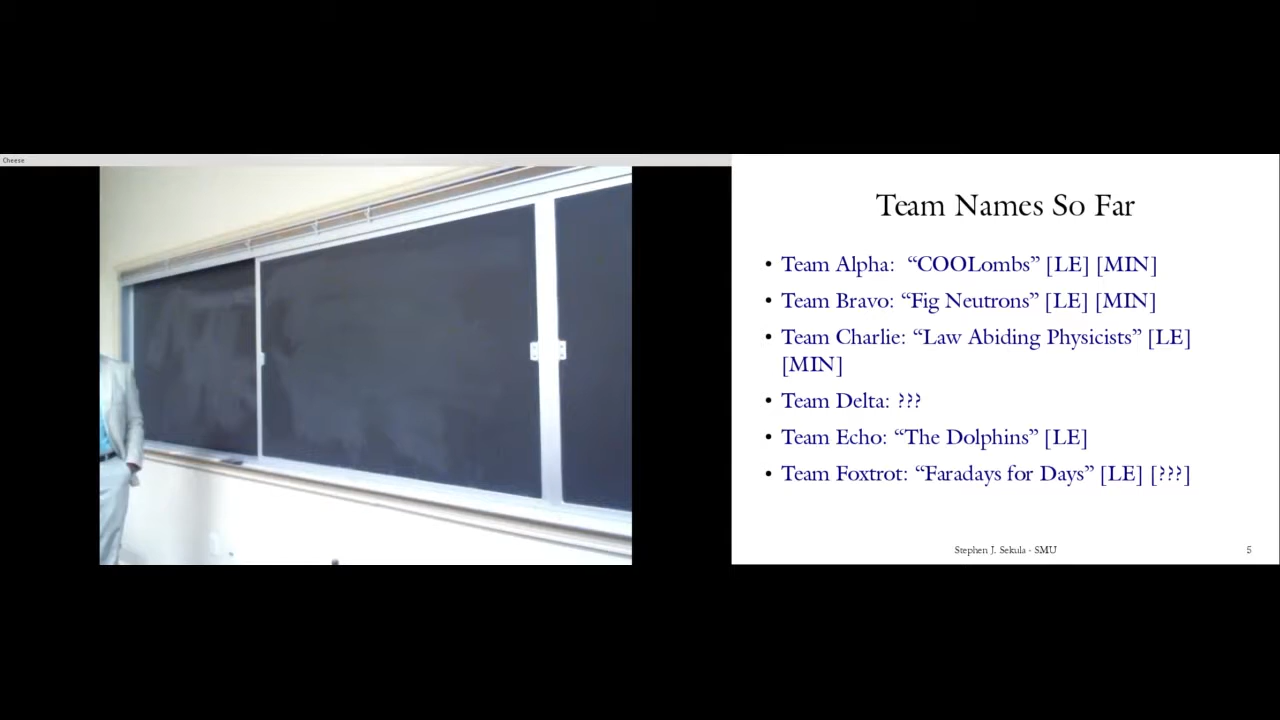 Cheese
Team Names So Far
• Team Alpha: “COOLombs” [LE] [MIN]
• Team Bravo: “Fig Neutrons” [LE] [MIN]
• Team Charlie: “Law Abiding Physicists” [LE]
[MIN]
• Team Delta: ???
• Team Echo: “The Dolphins” [LE]
• Team Foxtrot: “Faradays for Days” [LE] [???]
Stephen J. Sekula - SMU
5